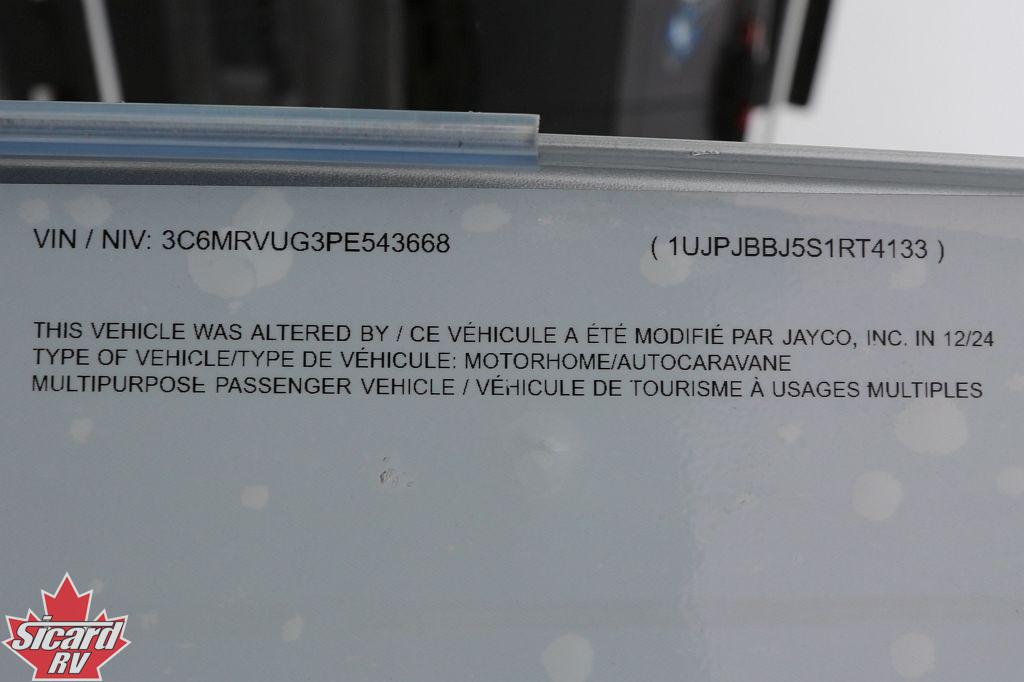 VIN / NIV: 3C6MRVUG3PE543668 ( 1UJPJBBJ5S1RT4133 )
THIS VEHICLE WAS ALTERED BY / CE VÉHICULE A ÉTÉ MODIFIÉ PAR JAYCO, INC. IN 12/24
TYPE OF VEHICLE/TYPE DE VÉHICULE: MOTORHOME/AUTOCARAVANE
MULTIPURPOSE PASSENGER VEHICLE / VÉHICULE DE TOURISME À USAGES MULTIPLES
Sicard
RV